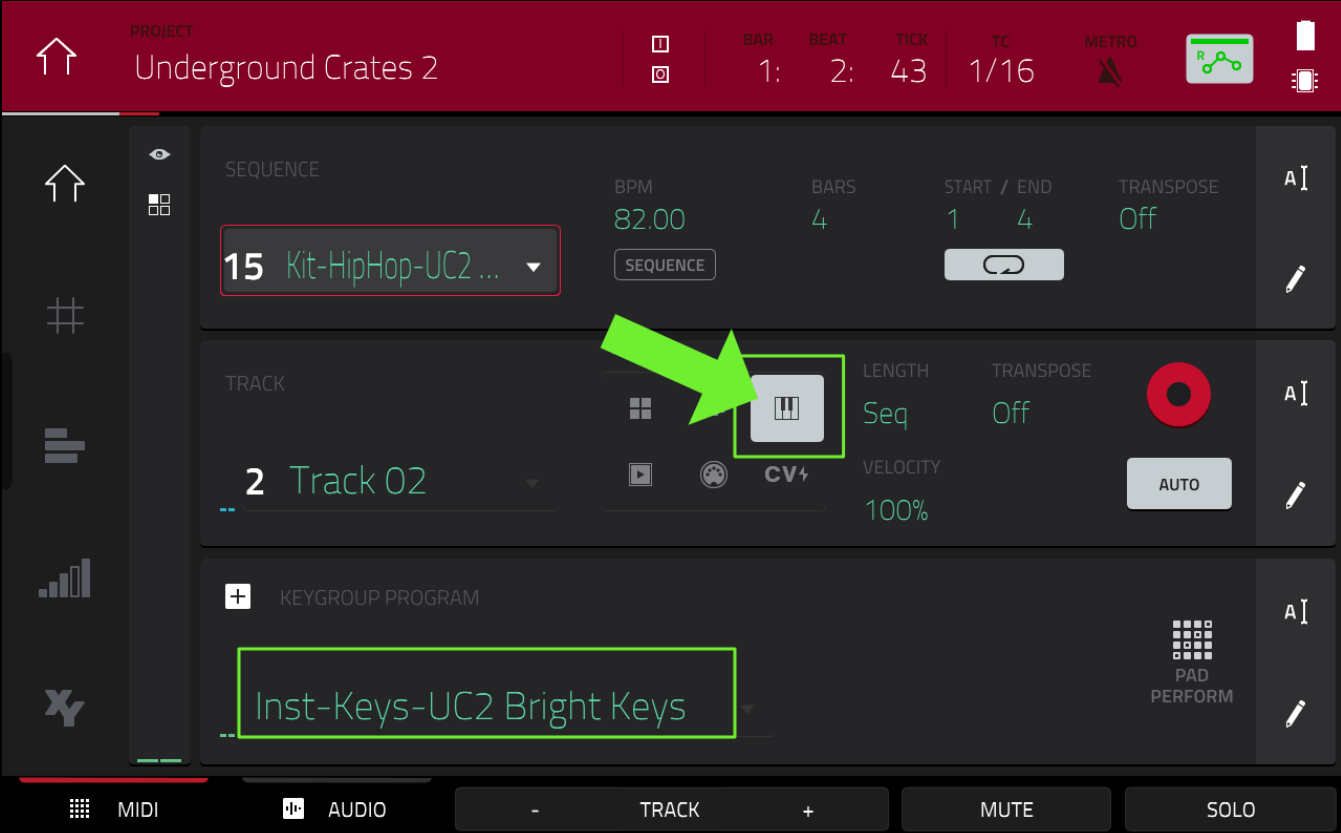 PROJECT
Underground Crates 2
BAR BEAT TICK TC METRO
1: 2: 43 1/16
R
SEQUENCE
BPM BARS START / END TRANSPOSE
82.00 4 1 4 Off
15 Kit-HipHop-UC2 ...
SEQUENCE
TRACK
LENGTH TRANSPOSE
Seq Off
2 Track 02
CV
VELOCITY
100%
AUTO
KEYGROUP PROGRAM
Inst-Keys-UC2 Bright Keys
PAD
PERFORM
XY
A
A
A
MIDI AUDIO - TRACK + MUTE SOLO